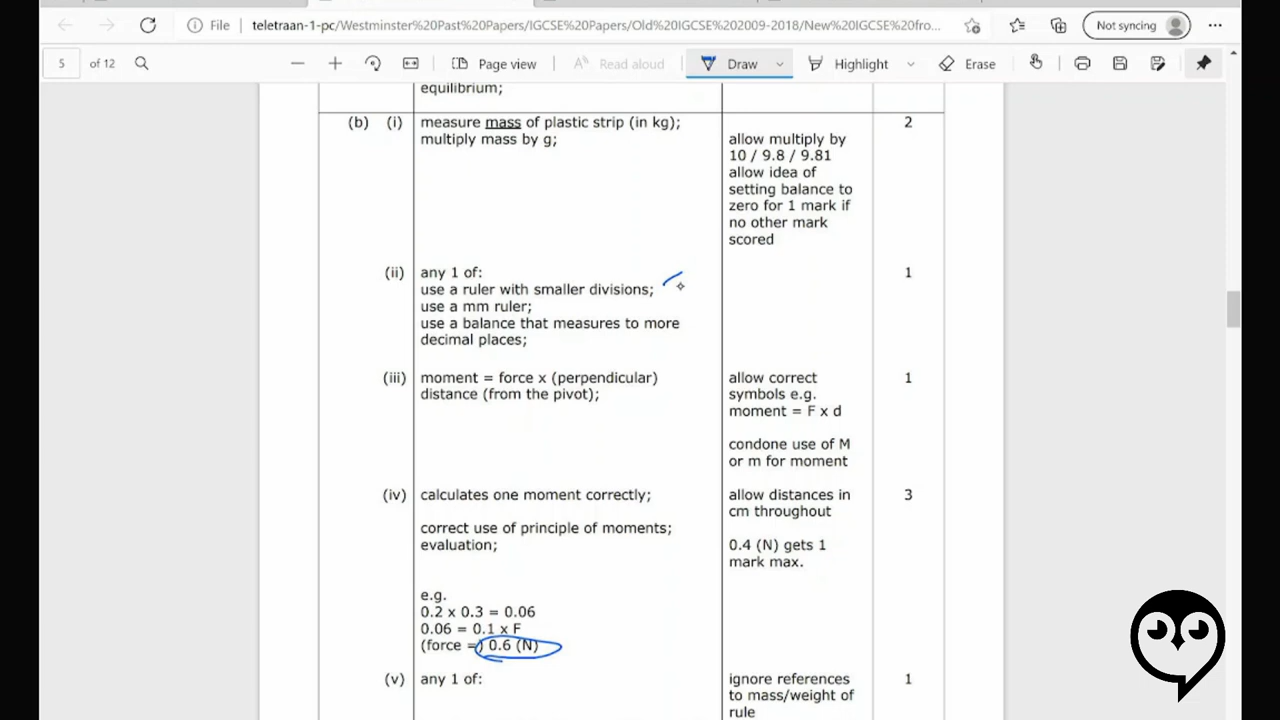 File teletraan-1-pc/Westminster%20Past%20Papers/IGCSE%20Papers/Old%20IGCSE%202009-2018/New%20IGCSE%20fro... Not syncing
5 of 12 Page view Read aloud Draw Highlight Erase
equilibrium;
(b) (i) measure mass of plastic strip (in kg); 2
multiply mass by g; allow multiply by
10 / 9.8 / 9.81
allow idea of
setting balance to
zero for 1 mark if
no other mark
scored
(ii) any 1 of: 1
use a ruler with smaller divisions;
use a mm ruler;
use a balance that measures to more
decimal places;
(iii) moment = force x (perpendicular) allow correct 1
distance (from the pivot); symbols e.g.
moment = F x d
condone use of M
or m for moment
(iv) calculates one moment correctly; allow distances in 3
cm throughout
correct use of principle of moments;
evaluation; 0.4 (N) gets 1
mark max.
e.g.
0.2 x 0.3 = 0.06
0.06 = 0.1 x F
(force =) 0.6 (N)
(v) any 1 of: ignore references 1
to mass/weight of
rule